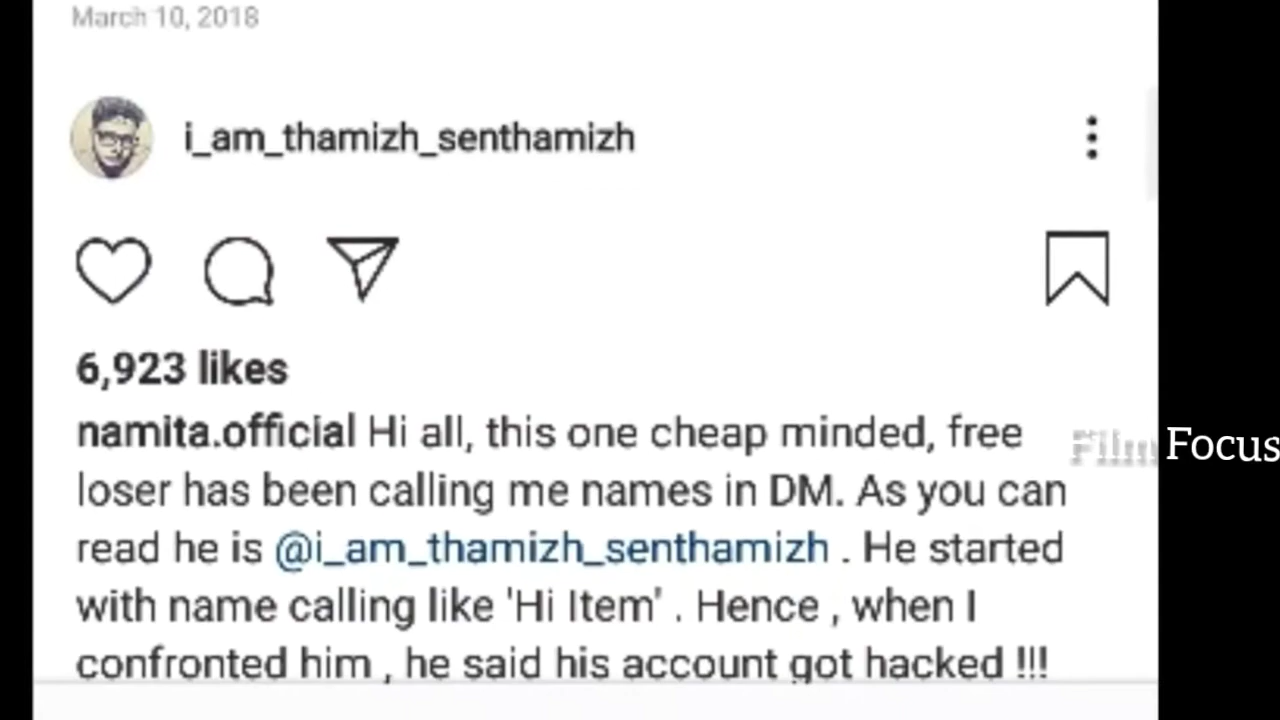 March 10, 2018
i_am_thamizh_senthamizh
6,923 likes
namita.official Hi all, this one cheap minded, free
loser has been calling me names in DM. As you can
read he is @i_am_thamizh_senthamizh . He started
with name calling like 'Hi Item' . Hence , when I
confronted him , he said his account got hacked !!!
Film Focus